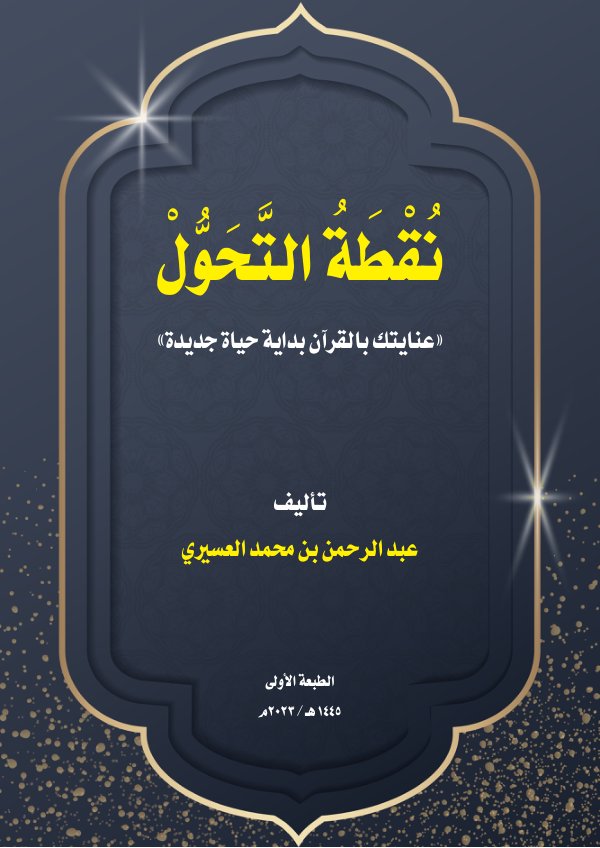 نُقْطَةُ التَّحَوُّلْ
«عنايتك بالقرآن بداية حياة جديدة»
تأليف
عبد الرحمن بن محمد العسيري
الطبعة الأولى
١٤٤٥هـ/٢٠٢٣م